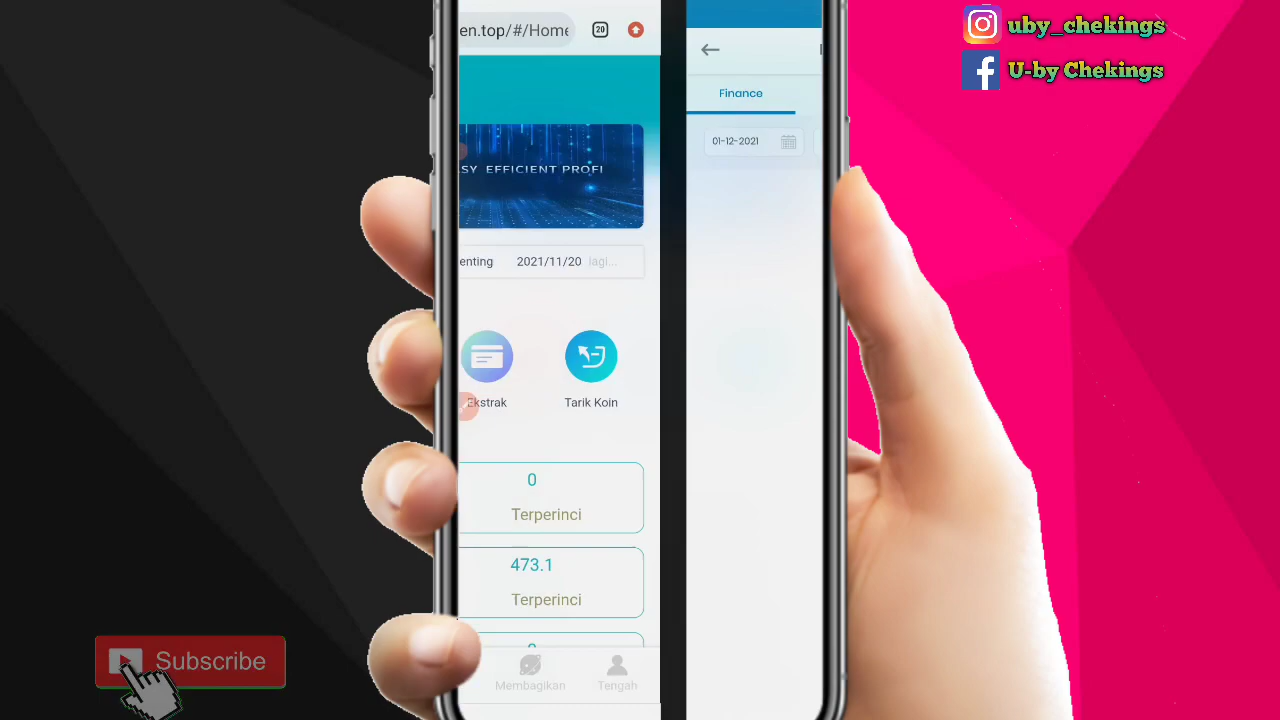 en.top/#/Home
20
SY EFFICIENT PROFI
enting 2021/11/20 jagi...
Ekstrak
Tarik Koin
0
Terperinci
473.1
Terperinci
Membagikan
Tengah
Finance
01-12-2021
uby_chekings
U-by Chekings
Subscribe